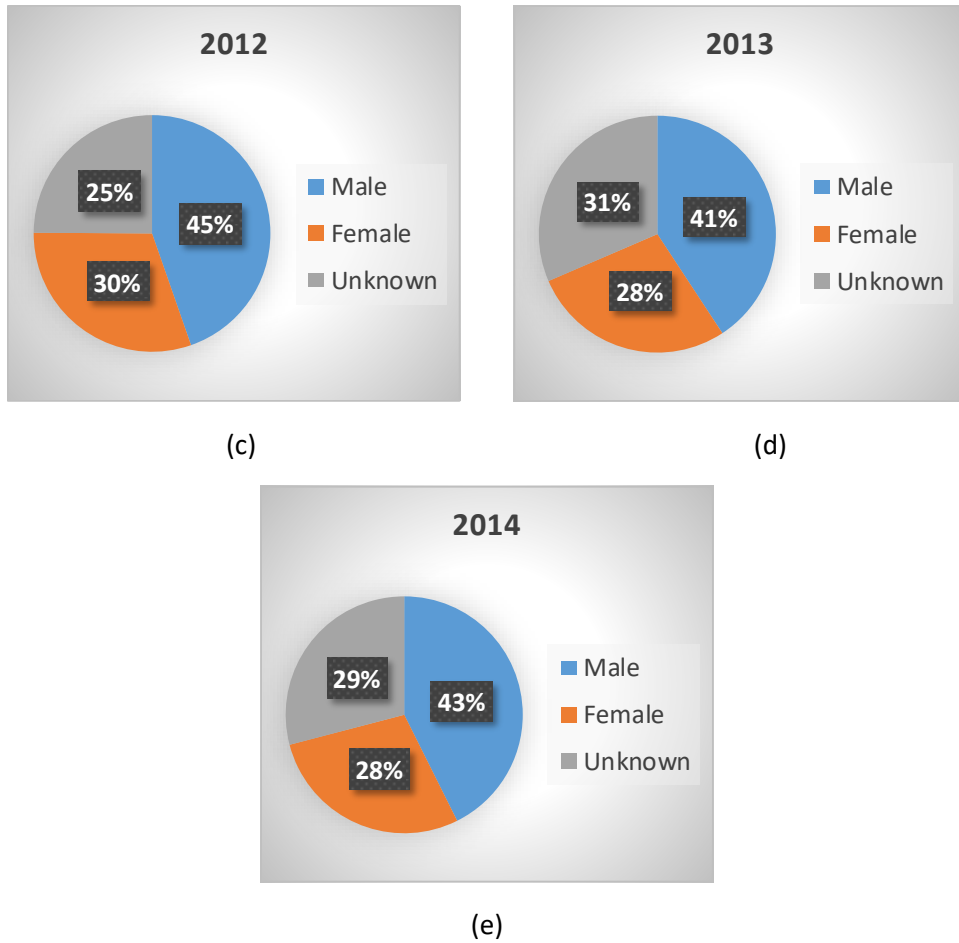 2012
25%
45%
30%
Male
Female
Unknown
(c)
2013
31%
41%
28%
Male
Female
Unknown
(d)
2014
29%
43%
28%
Male
Female
Unknown
(e)